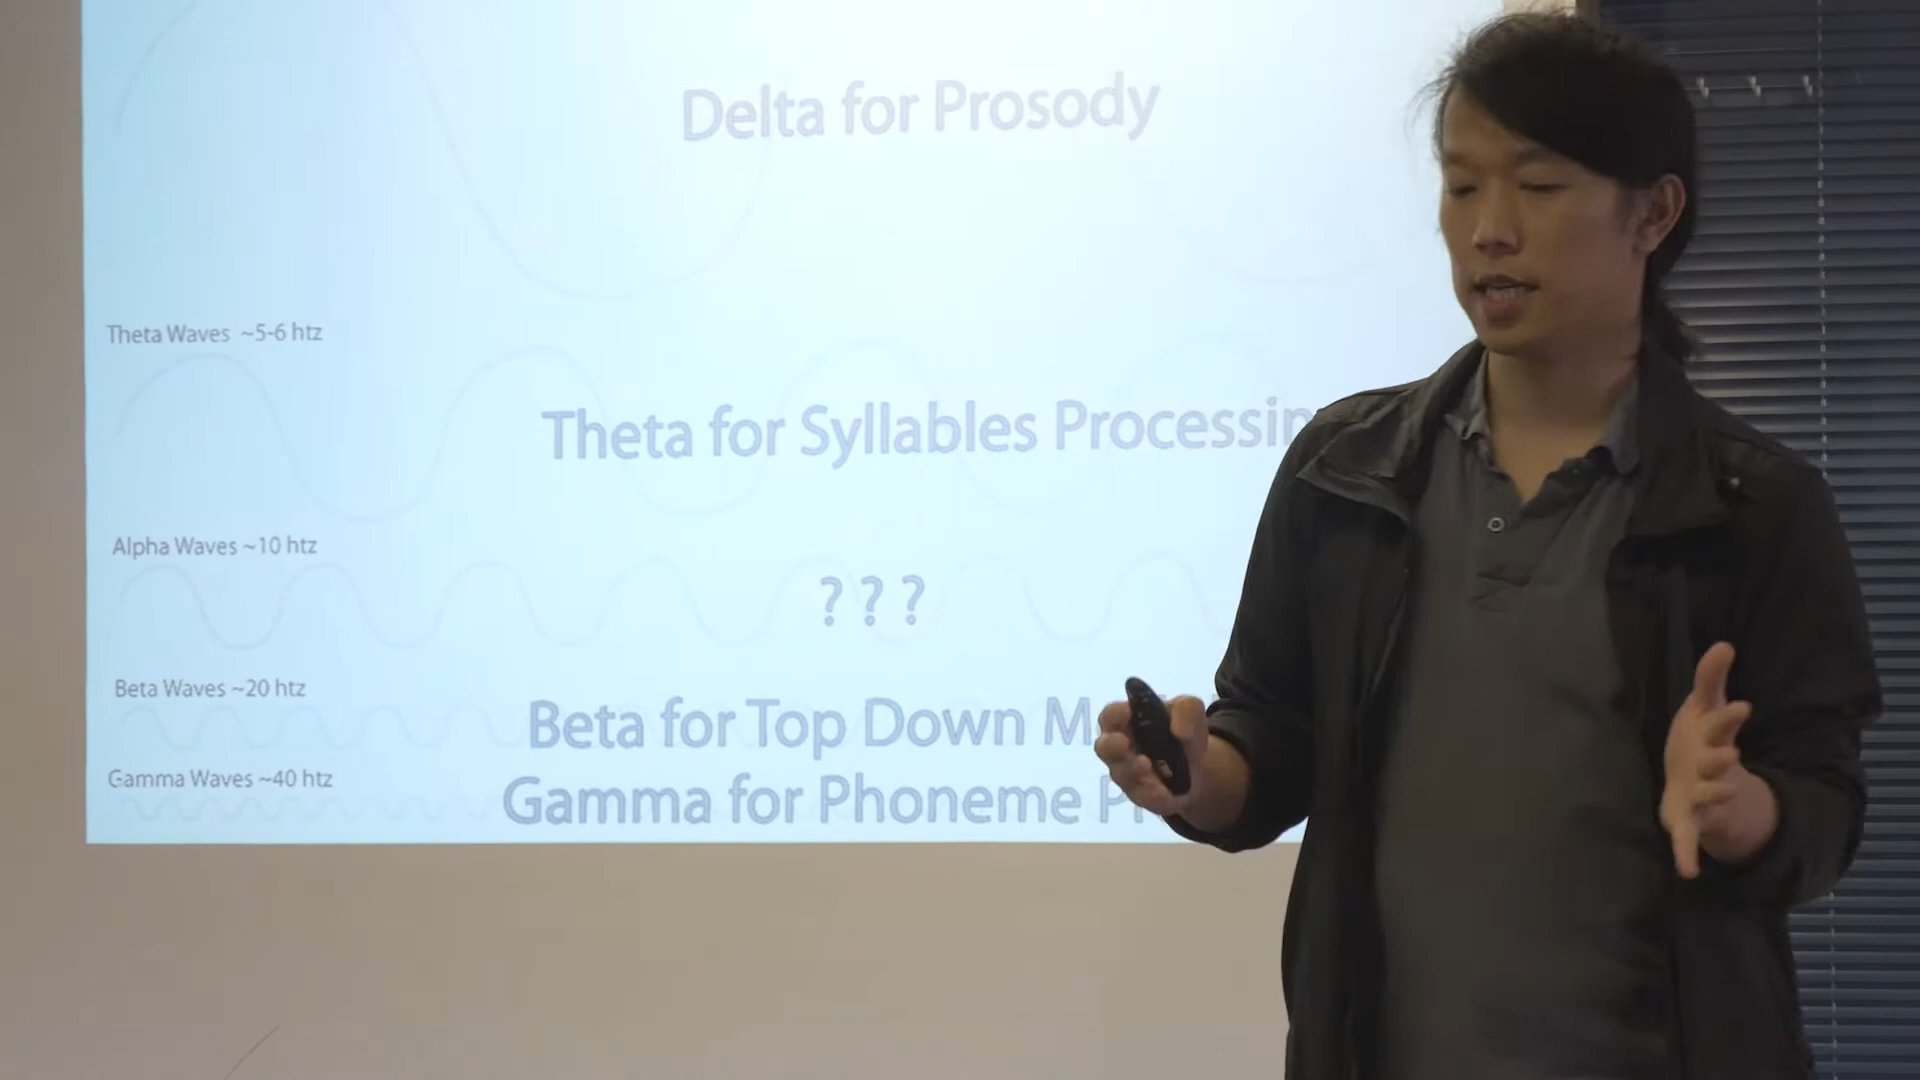 Delta for Prosody
Theta Waves ~5-6 htz
Theta for Syllables
Alpha Waves ~10 htz
? ? ?
Beta Waves ~20 htz
Beta for Top Down
Gamma Waves ~40 htz
Gamma for Phoneme